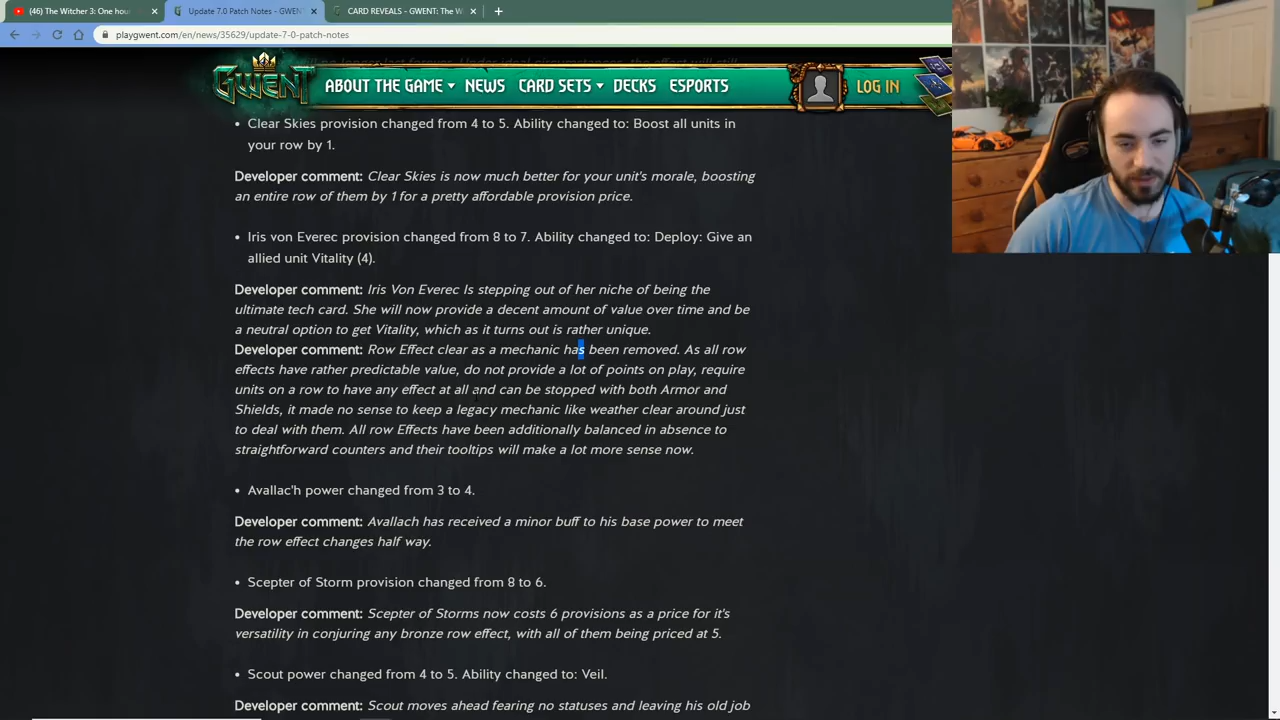 (46) The Witcher 3: One hou
Update 7.0 Patch Notes - GWENT
CARD REVEALS - GWENT: The W
playgwent.com/en/news/35629/update-7-0-patch-notes
GWENT
ABOUT THE GAME
NEWS
CARD SETS
DECKS
ESPORTS
LOG IN
• Clear Skies provision changed from 4 to 5. Ability changed to: Boost all units in
your row by 1.
Developer comment: Clear Skies is now much better for your unit's morale, boosting
an entire row of them by 1 for a pretty affordable provision price.
• Iris von Everec provision changed from 8 to 7. Ability changed to: Deploy: Give an
allied unit Vitality (4).
Developer comment: Iris Von Everec Is stepping out of her niche of being the
ultimate tech card. She will now provide a decent amount of value over time and be
a neutral option to get Vitality, which as it turns out is rather unique.
Developer comment: Row Effect clear as a mechanic has been removed. As all row
effects have rather predictable value, do not provide a lot of points on play, require
units on a row to have any effect at all and can be stopped with both Armor and
Shields, it made no sense to keep a legacy mechanic like weather clear around just
to deal with them. All row Effects have been additionally balanced in absence to
straightforward counters and their tooltips will make a lot more sense now.
• Avallac'h power changed from 3 to 4.
Developer comment: Avallach has received a minor buff to his base power to meet
the row effect changes half way.
• Scepter of Storm provision changed from 8 to 6.
Developer comment: Scepter of Storms now costs 6 provisions as a price for it's
versatility in conjuring any bronze row effect, with all of them being priced at 5.
• Scout power changed from 4 to 5. Ability changed to: Veil.
Developer comment: Scout moves ahead fearing no statuses and leaving his old job